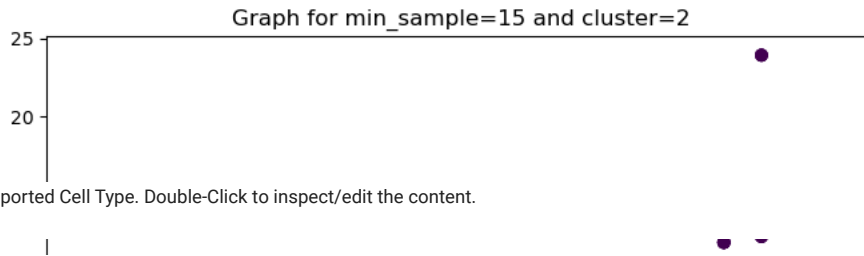 Graph for min_sample=15 and cluster=2
25
20
ported Cell Type. Double-Click to inspect/edit the content.